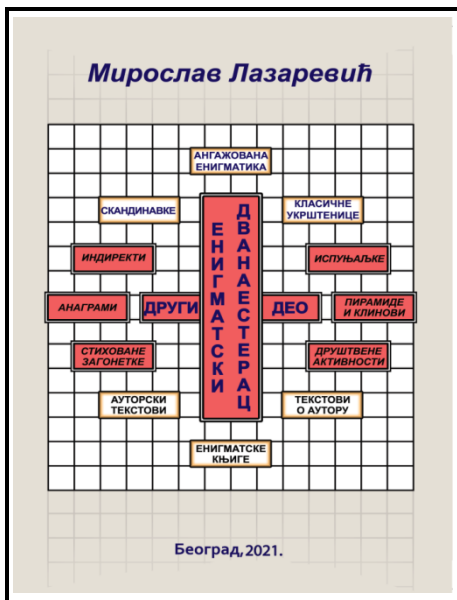 Мирослав Лазаревић
АНГАЖОВАНА
ЕНИГМАТИКА
СКАНДИНАВКЕ
КЛАСИЧНЕ
УКРШТЕНИЦЕ
ЕНИГМАТСКИ
ДВАНАЕСТЕРАЦ
ИНДИРЕКТИ
ИСПУЊАЉКЕ
АНАГРАМИ
ДРУГИ
ДЕО
ПИРАМИДЕ
И КЛИНОВИ
СТИХОВАНЕ
ЗАГОНЕТКЕ
ДРУШТВЕНЕ
АКТИВНОСТИ
АУТОРСКИ
ТЕКСТОВИ
ТЕКСТОВИ
О АУТОРУ
ЕНИГМАТСКЕ
КЊИГЕ
Београд, 2021.